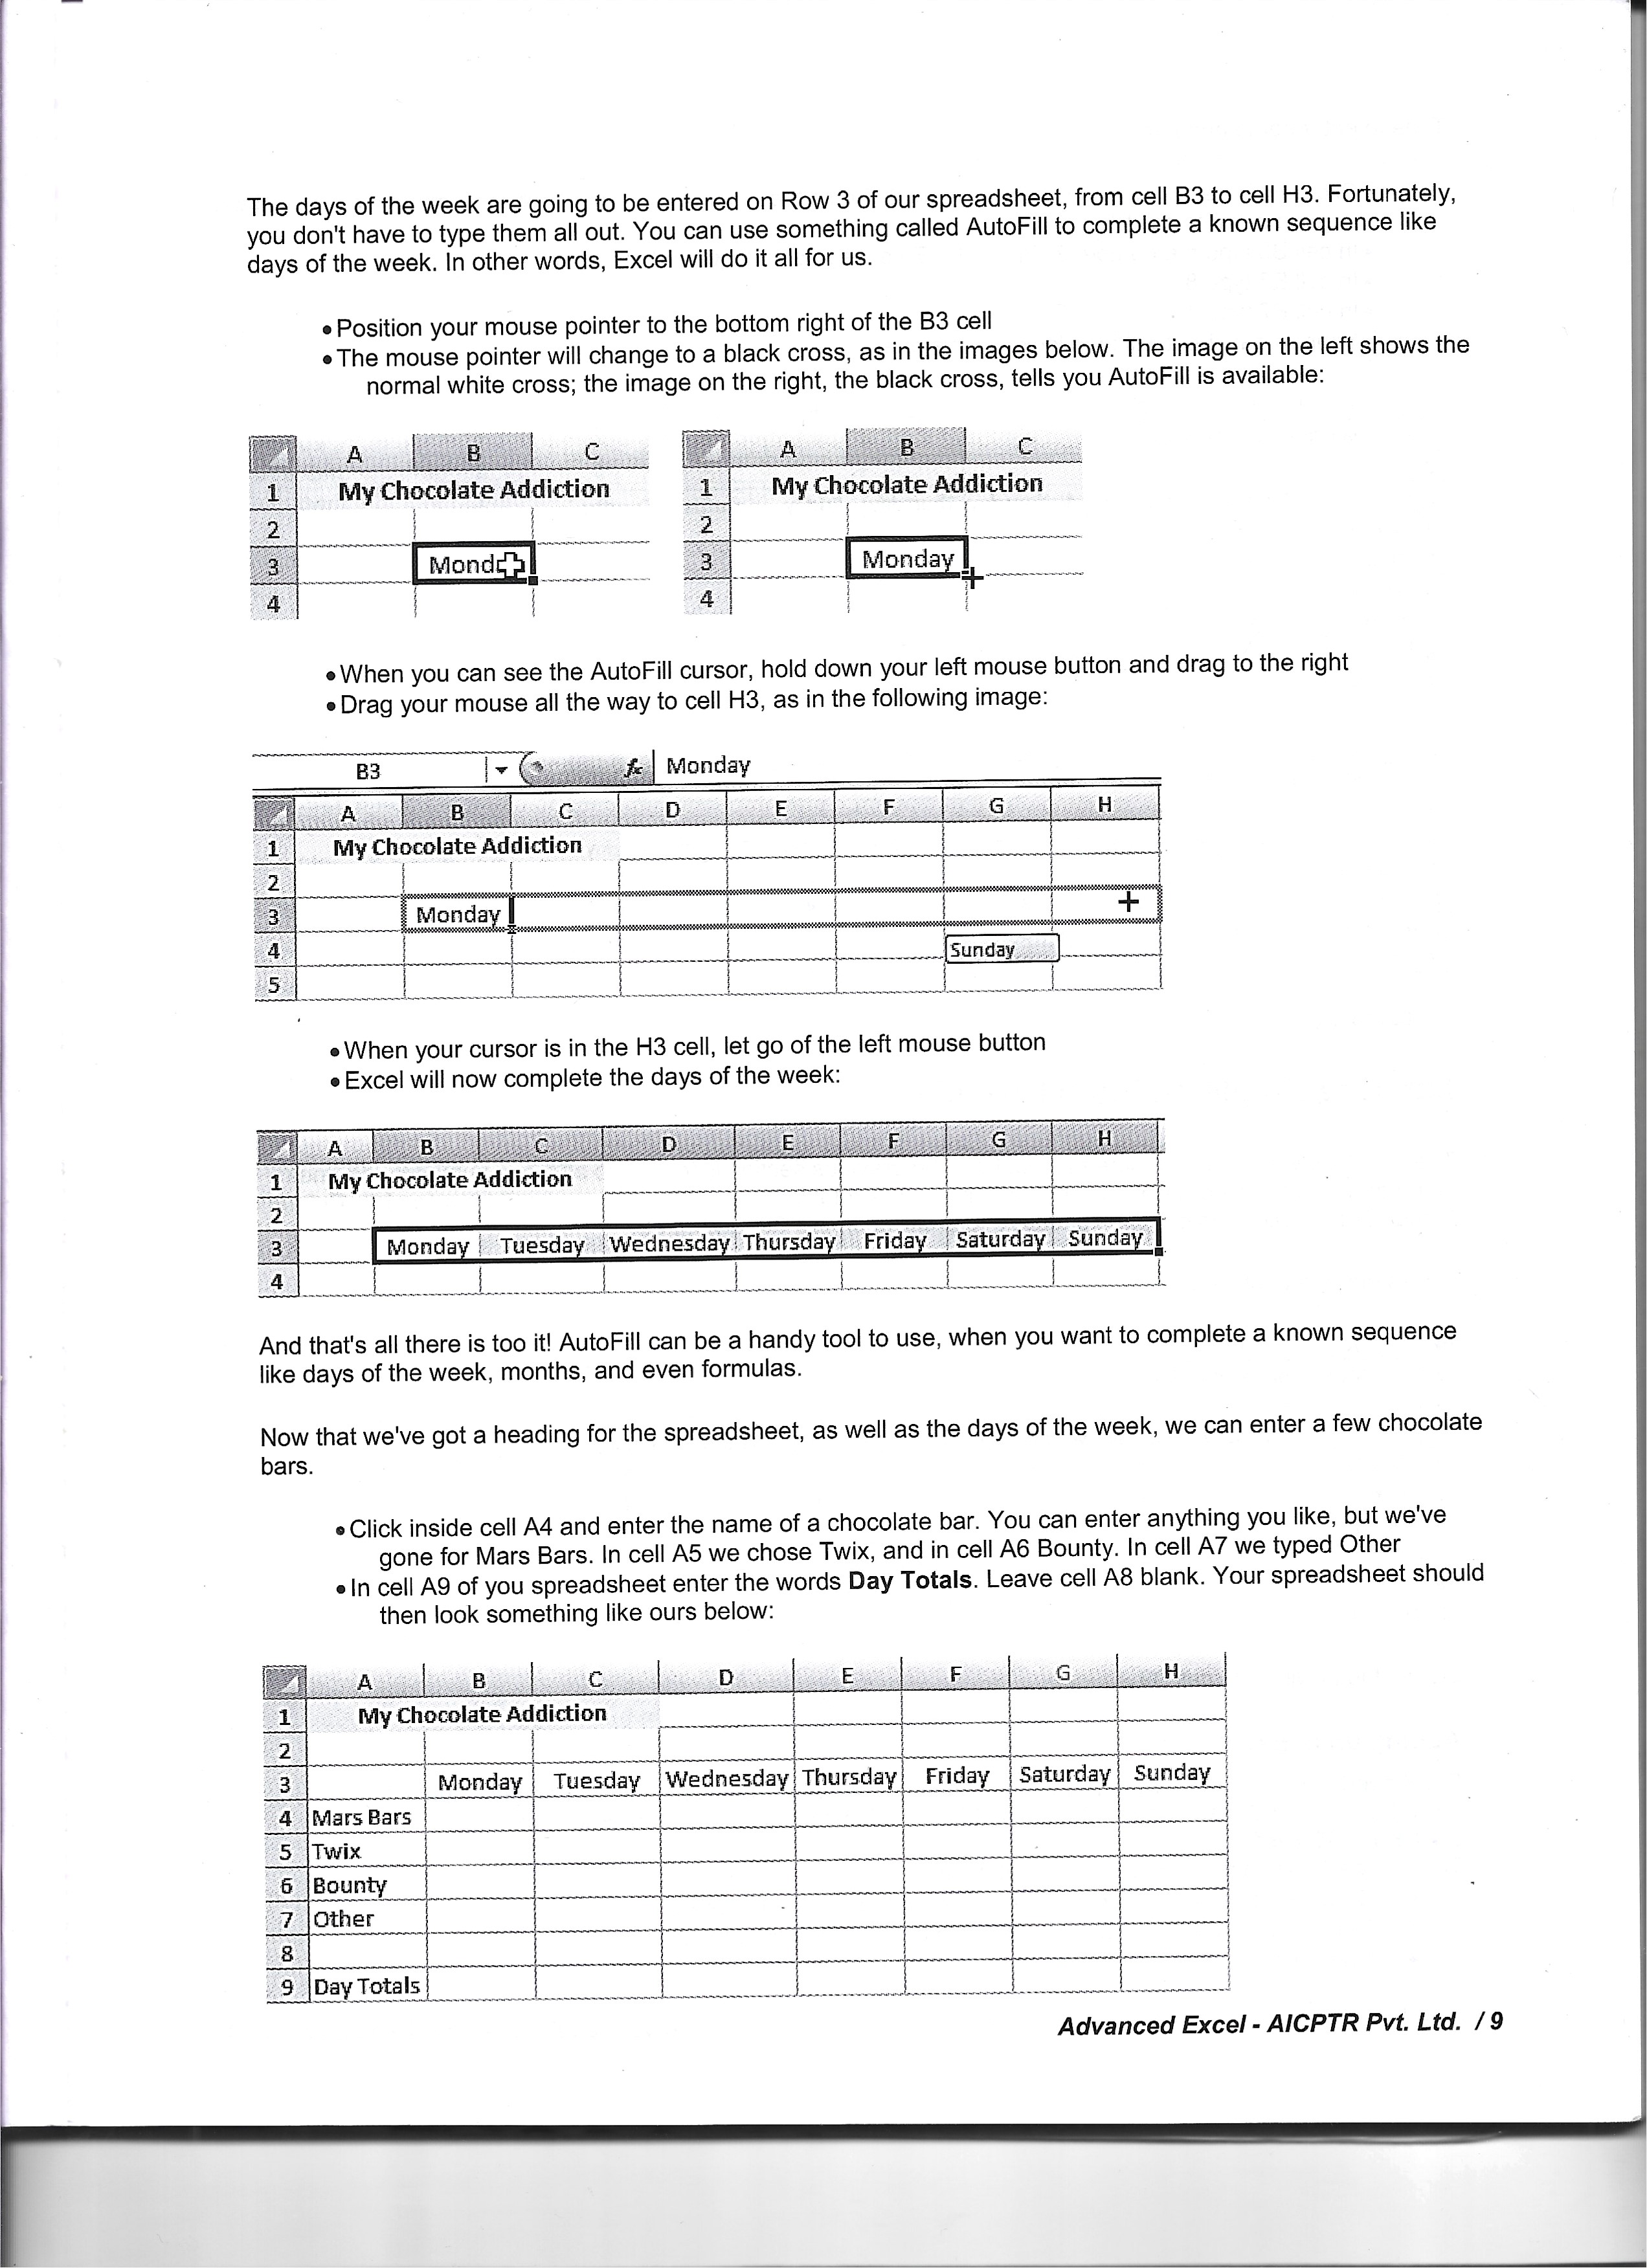 The days of the week are going to be entered on Row 3 of our spreadsheet, from cell B3 to cell H3. Fortunately,
you don't have to type them all out. You can use something called AutoFill to complete a known sequence like
days of the week. In other words, Excel will do it all for us.
• Position your mouse pointer to the bottom right of the B3 cell
• The mouse pointer will change to a black cross, as in the images below. The image on the left shows the
normal white cross; the image on the right, the black cross, tells you AutoFill is available:
A B C
1 My Chocolate Addiction
2
3 Mond
4
A B C
1 My Chocolate Addiction
2
3 Monday
4
• When you can see the AutoFill cursor, hold down your left mouse button and drag to the right
• Drag your mouse all the way to cell H3, as in the following image:
B3 fx Monday
A B C D E F G H
1 My Chocolate Addiction
2
3 Monday
4 Sunday
5
• When your cursor is in the H3 cell, let go of the left mouse button
• Excel will now complete the days of the week:
A B C D E F G H
1 My Chocolate Addiction
2
3 Monday Tuesday Wednesday Thursday Friday Saturday Sunday
4
And that's all there is too it! AutoFill can be a handy tool to use, when you want to complete a known sequence
like days of the week, months, and even formulas.
Now that we've got a heading for the spreadsheet, as well as the days of the week, we can enter a few chocolate
bars.
• Click inside cell A4 and enter the name of a chocolate bar. You can enter anything you like, but we've
gone for Mars Bars. In cell A5 we chose Twix, and in cell A6 Bounty. In cell A7 we typed Other
• In cell A9 of you spreadsheet enter the words Day Totals. Leave cell A8 blank. Your spreadsheet should
then look something like ours below:
A B C D E F G H
1 My Chocolate Addiction
2
3 Monday Tuesday Wednesday Thursday Friday Saturday Sunday
4 Mars Bars
5 Twix
6 Bounty
7 Other
8
9 Day Totals
Advanced Excel - AICPTR Pvt. Ltd. / 9